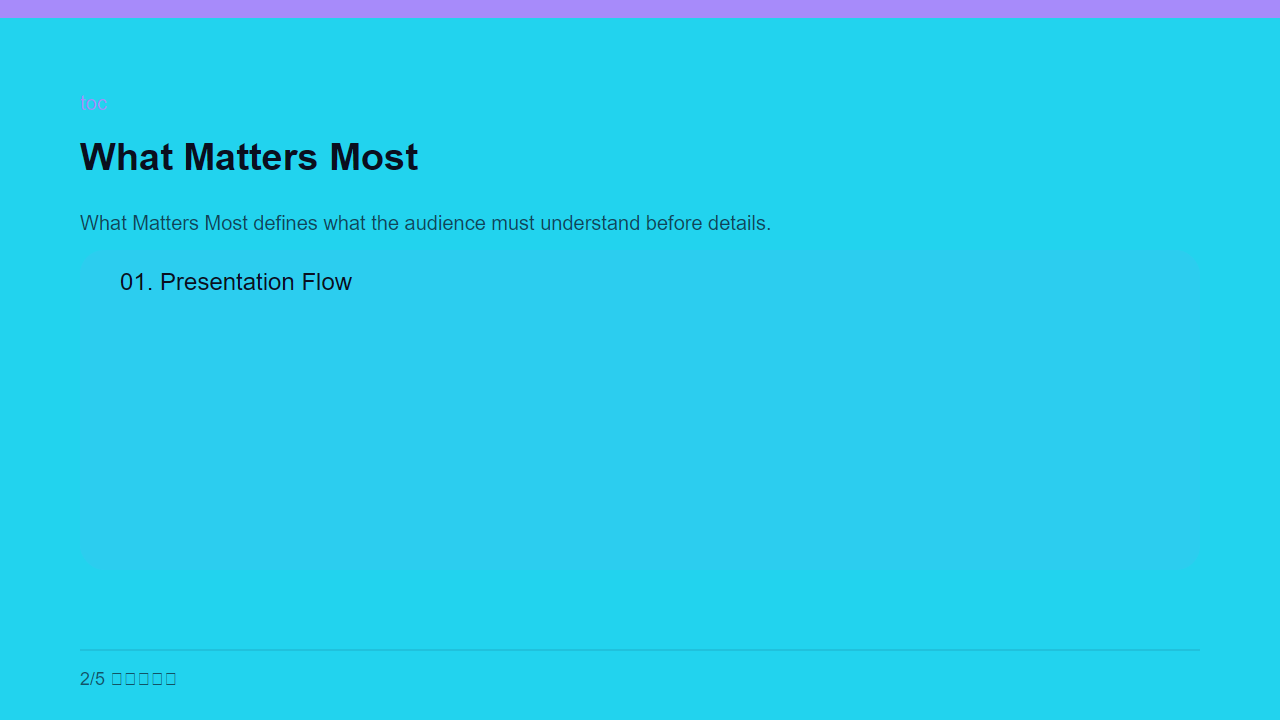 toc
What Matters Most
What Matters Most defines what the audience must understand before details.
01. Presentation Flow
2/5